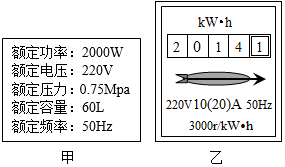 额定功率：2000W
额定电压：220V
额定压力：0.75Mpa
额定容量：60L
额定频率：50Hz
甲
kW•h
2 0 1 4 1
220V10(20)A 50Hz
3000r/kW•h
乙